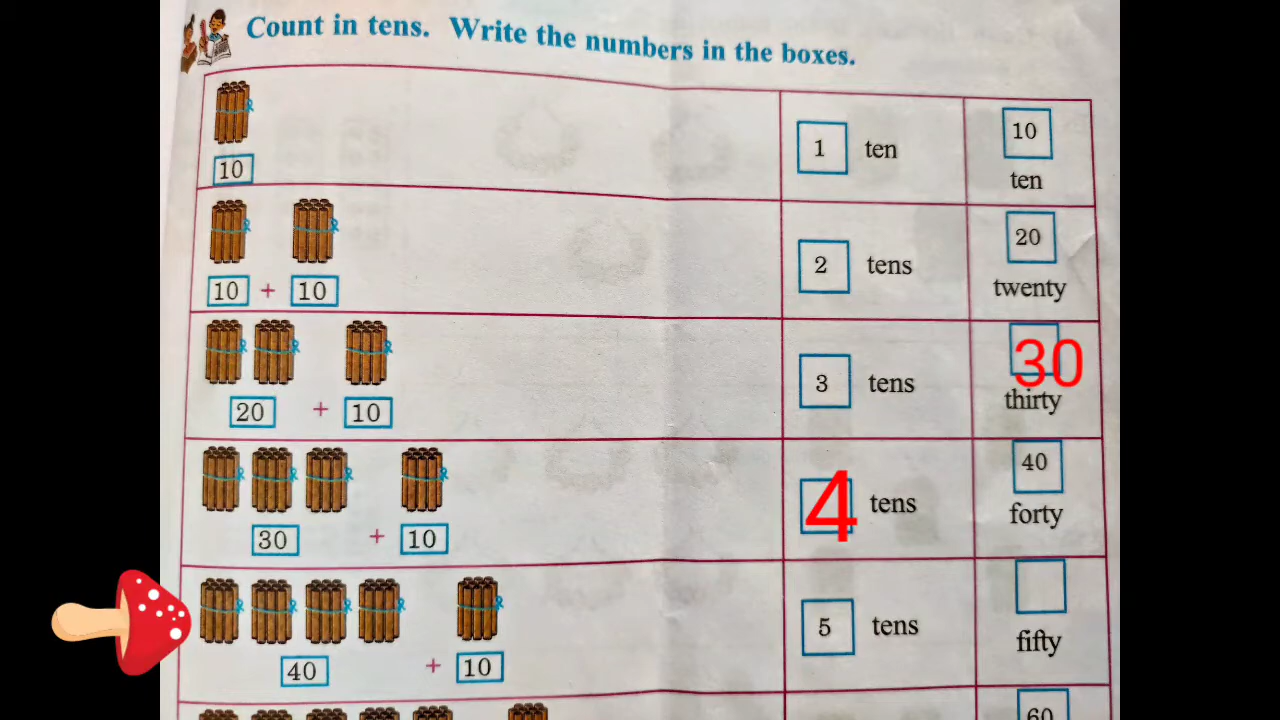 Count in tens. Write the numbers in the boxes.
10
1 ten
10
ten
10 + 10
2 tens
20
twenty
20 + 10
3 tens
30
thirty
30 + 10
4 tens
40
forty
40 + 10
5 tens
fifty
60